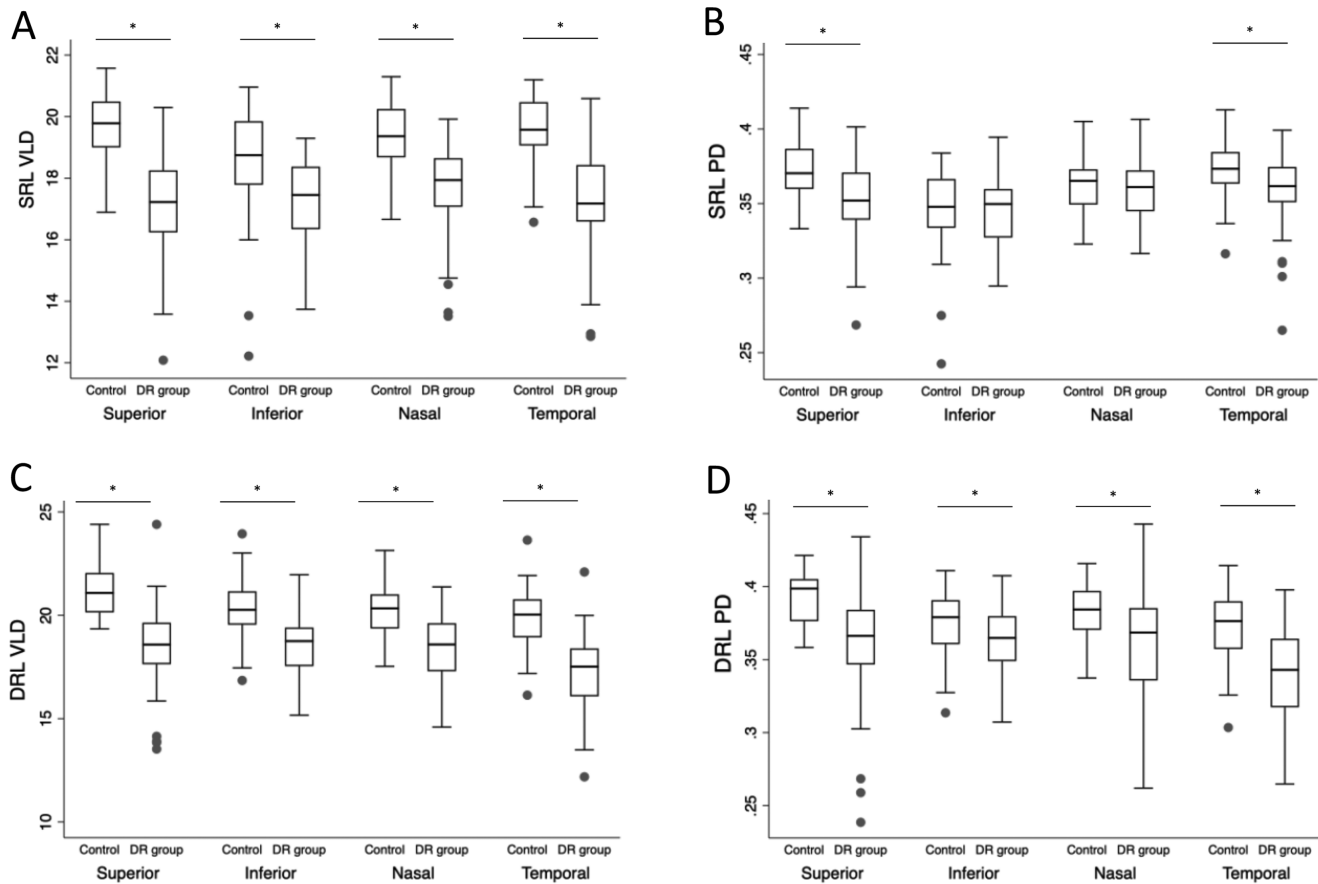 A
* * * *
22
20
18
16
14
12
SRL VLD
Control DR group Control DR group Control DR group Control DR group
Superior Inferior Nasal Temporal
B
* *
.45
.4
.35
.3
.25
SRL PD
Control DR group Control DR group Control DR group Control DR group
Superior Inferior Nasal Temporal
C
* * * *
25
20
15
10
DRL VLD
Control DR group Control DR group Control DR group Control DR group
Superior Inferior Nasal Temporal
D
* * * *
.45
.4
.35
.3
.25
DRL PD
Control DR group Control DR group Control DR group Control DR group
Superior Inferior Nasal Temporal